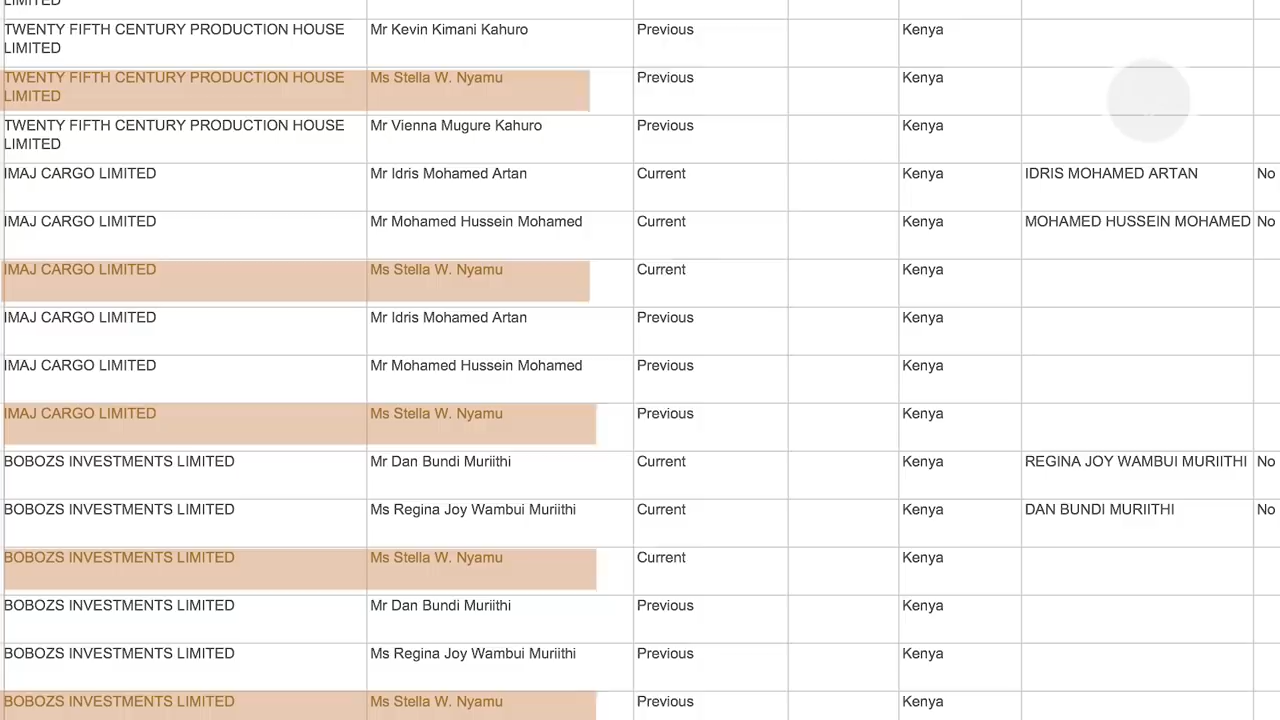 LIMITED
TWENTY FIFTH CENTURY PRODUCTION HOUSE LIMITED Mr Kevin Kimani Kahuro Previous Kenya
TWENTY FIFTH CENTURY PRODUCTION HOUSE LIMITED Ms Stella W. Nyamu Previous Kenya
TWENTY FIFTH CENTURY PRODUCTION HOUSE LIMITED Mr Vienna Mugure Kahuro Previous Kenya
IMAJ CARGO LIMITED Mr Idris Mohamed Artan Current Kenya IDRIS MOHAMED ARTAN No
IMAJ CARGO LIMITED Mr Mohamed Hussein Mohamed Current Kenya MOHAMED HUSSEIN MOHAMED No
IMAJ CARGO LIMITED Ms Stella W. Nyamu Current Kenya
IMAJ CARGO LIMITED Mr Idris Mohamed Artan Previous Kenya
IMAJ CARGO LIMITED Mr Mohamed Hussein Mohamed Previous Kenya
IMAJ CARGO LIMITED Ms Stella W. Nyamu Previous Kenya
BOBOZS INVESTMENTS LIMITED Mr Dan Bundi Muriithi Current Kenya REGINA JOY WAMBUI MURIITHI No
BOBOZS INVESTMENTS LIMITED Ms Regina Joy Wambui Muriithi Current Kenya DAN BUNDI MURIITHI No
BOBOZS INVESTMENTS LIMITED Ms Stella W. Nyamu Current Kenya
BOBOZS INVESTMENTS LIMITED Mr Dan Bundi Muriithi Previous Kenya
BOBOZS INVESTMENTS LIMITED Ms Regina Joy Wambui Muriithi Previous Kenya
BOBOZS INVESTMENTS LIMITED Ms Stella W. Nyamu Previous Kenya